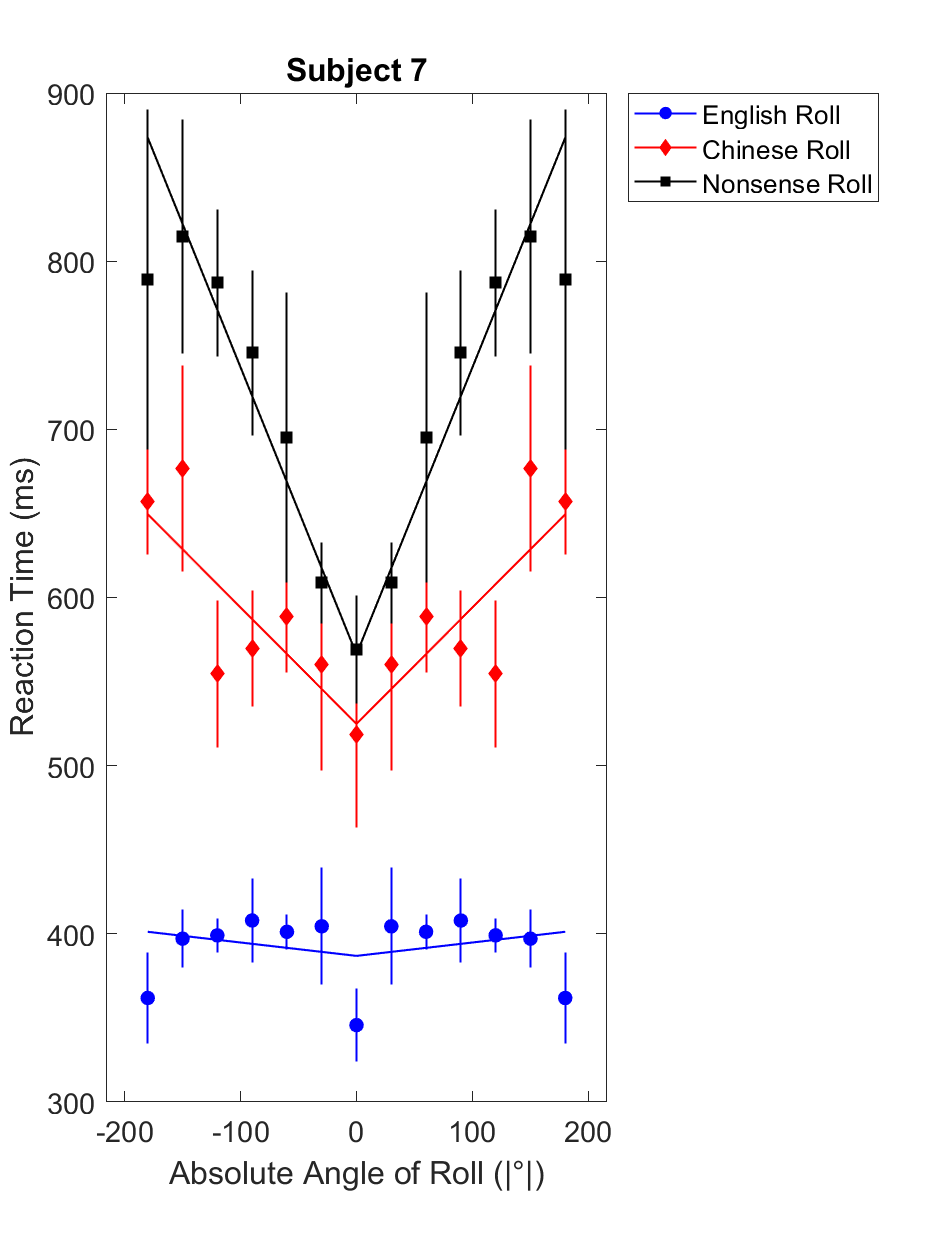 Subject 7
900
800
700
600
500
400
300
-200 -100 0 100 200
Reaction Time (ms)
Absolute Angle of Roll (|°|)
English Roll
Chinese Roll
Nonsense Roll